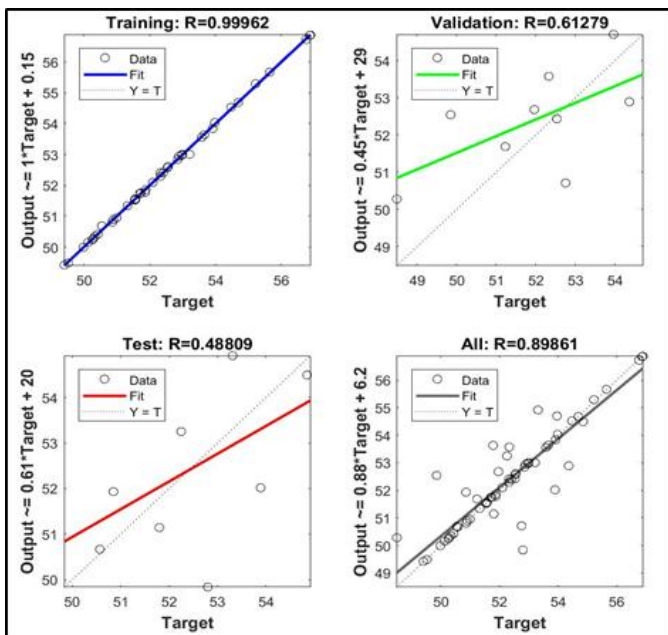 Training: R=0.99962
Output ~= 1*Target + 0.15
56
55
54
53
52
51
50
Data
Fit
Y = T
50
52
54
56
Target
Validation: R=0.61279
Output ~= 0.45*Target + 29
54
53
52
51
50
49
Data
Fit
Y = T
49
50
51
52
53
54
Target
Test: R=0.48809
Output ~= 0.61*Target + 20
54
53
52
51
50
Data
Fit
Y = T
50
51
52
53
54
Target
All: R=0.89861
Output ~= 0.88*Target + 6.2
56
55
54
53
52
51
50
49
Data
Fit
Y = T
50
52
54
56
Target